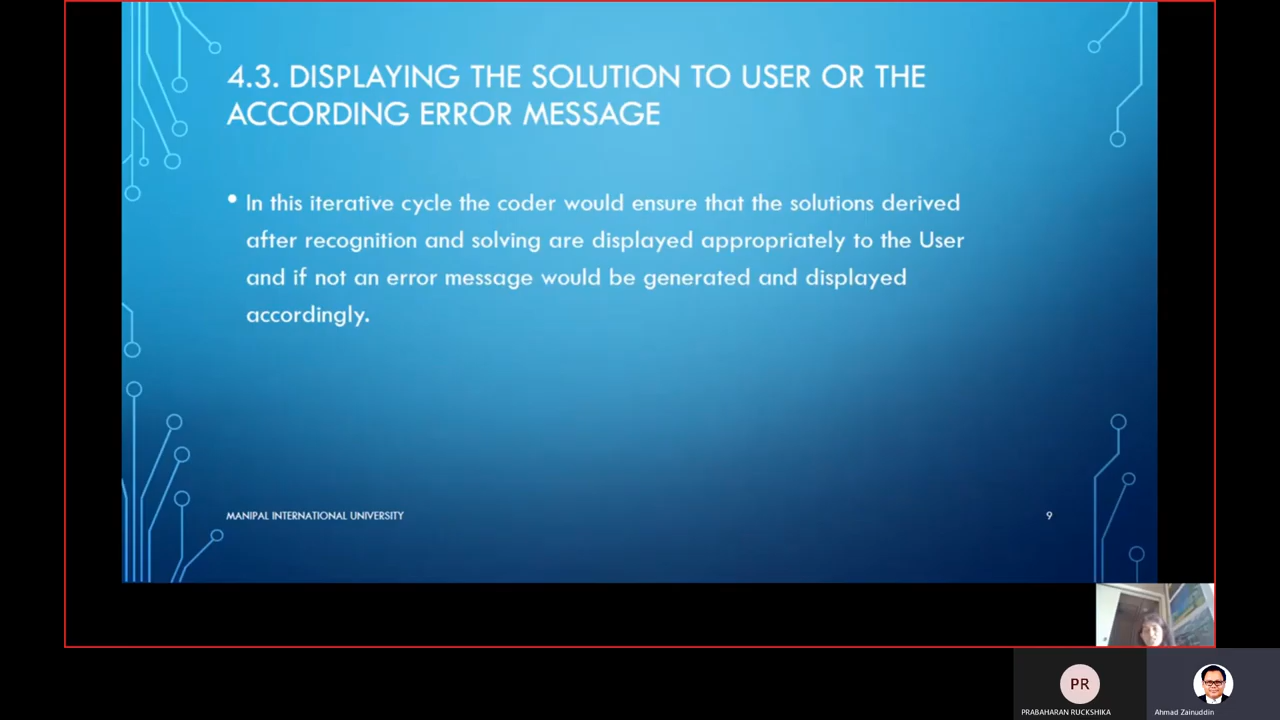 4.3. DISPLAYING THE SOLUTION TO USER OR THE
ACCORDING ERROR MESSAGE
• In this iterative cycle the coder would ensure that the solutions derived
after recognition and solving are displayed appropriately to the User
and if not an error message would be generated and displayed
accordingly.
MANIPAL INTERNATIONAL UNIVERSITY
9
PR
PRABAHARAN RUCKSHIKA
Ahmad Zainuddin